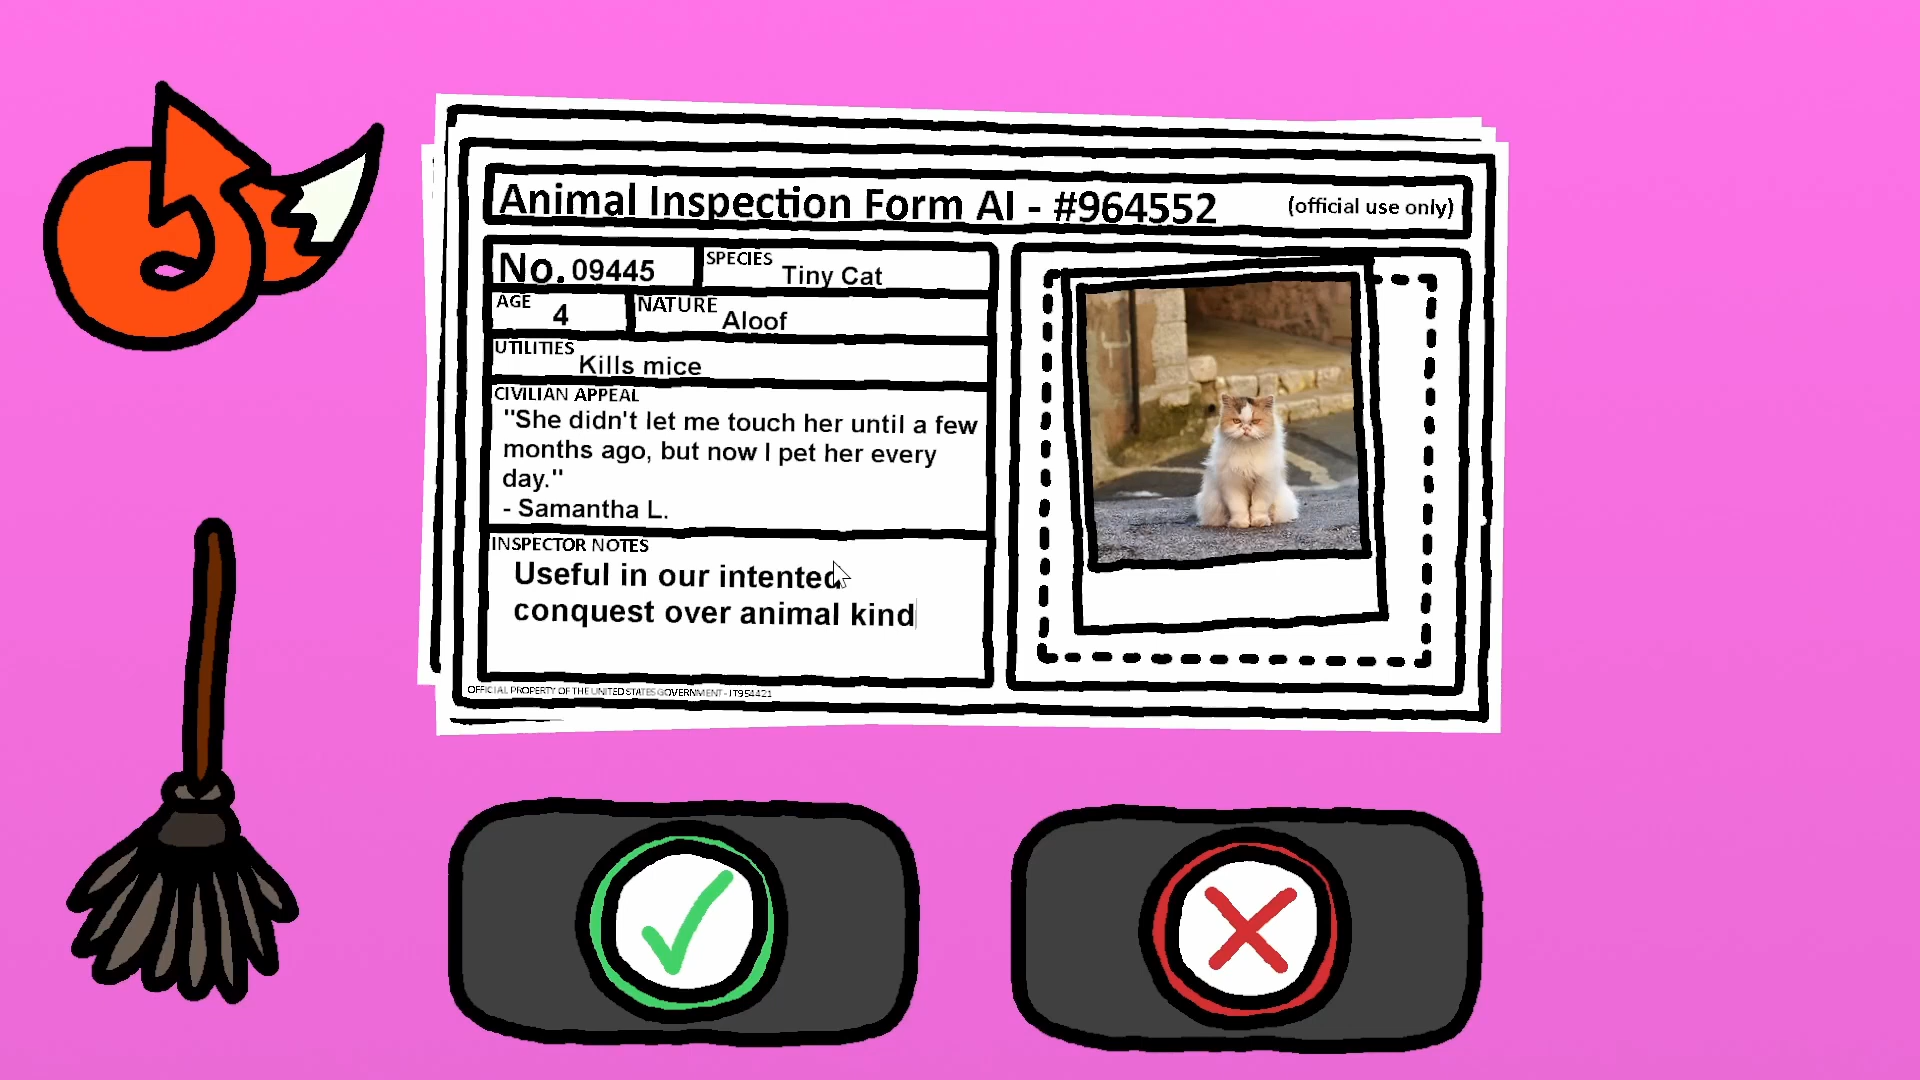 Animal Inspection Form AI - #964552
(official use only)
No. 09445
SPECIES Tiny Cat
AGE 4
NATURE Aloof
UTILITIES Kills mice
CIVILIAN APPEAL
"She didn't let me touch her until a few
months ago, but now I pet her every
day."
- Samantha L.
INSPECTOR NOTES
Useful in our intented
conquest over animal kind
OFFICIAL PROPERTY OF THE UNITED STATES GOVERNMENT - IT954421